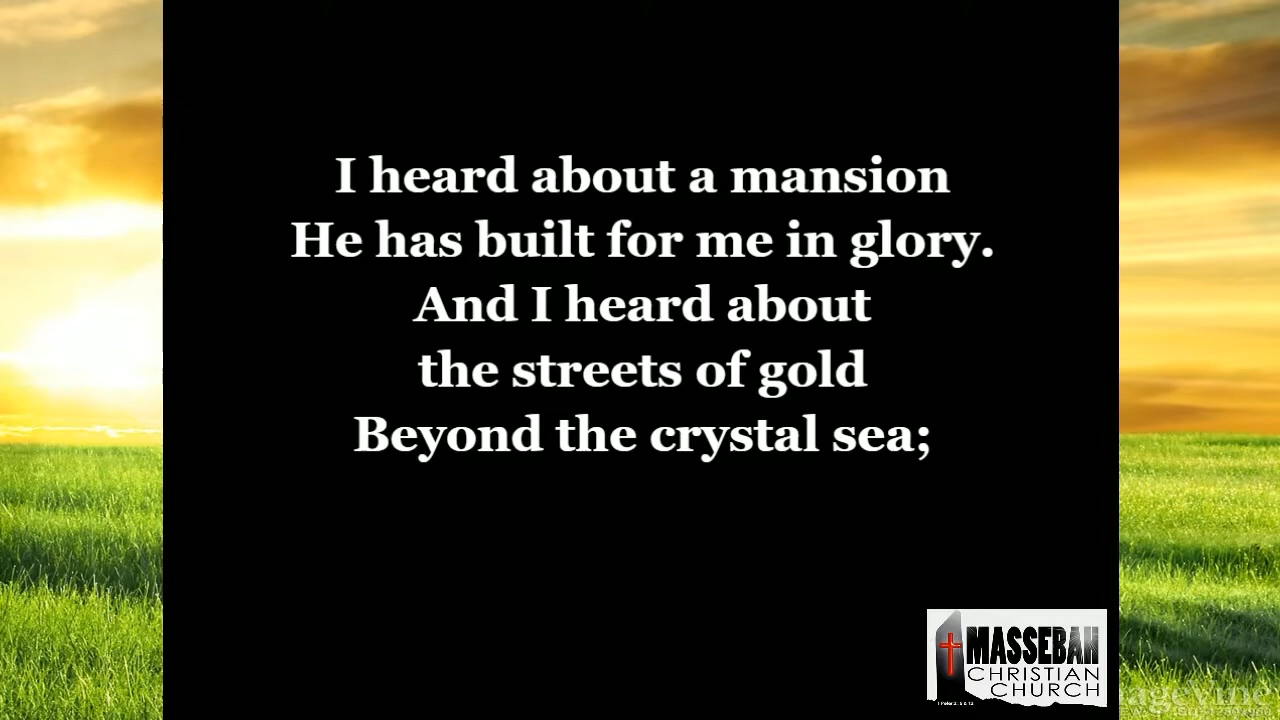 I heard about a mansion
He has built for me in glory.
And I heard about
the streets of gold
Beyond the crystal sea;
MASSEBAH
CHRISTIAN
CHURCH